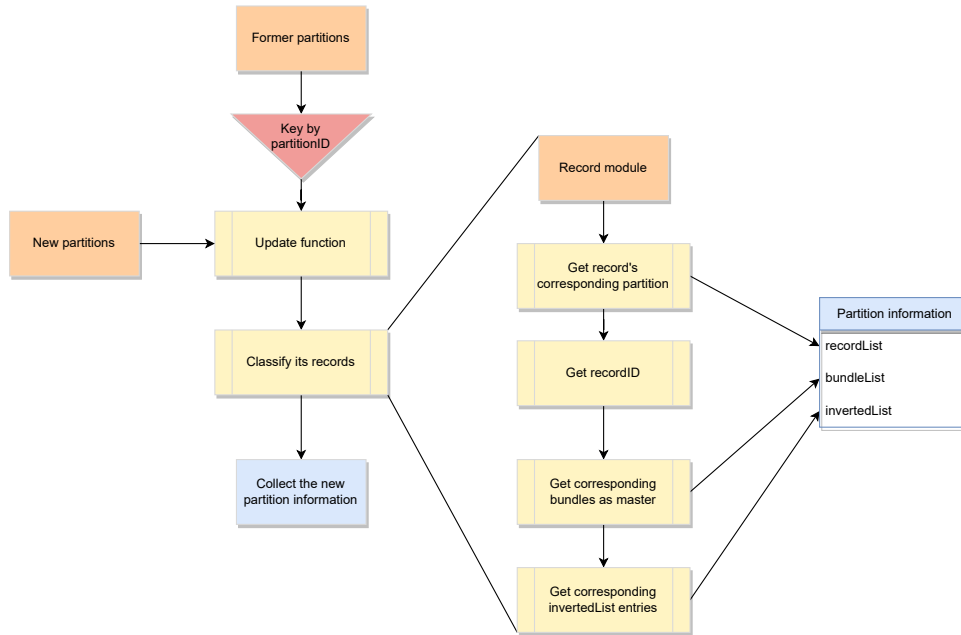 Former partitions
Key by
partitionID
New partitions
Update function
Classify its records
Collect the new
partition information
Record module
Get record's
corresponding partition
Get recordID
Get corresponding
bundles as master
Get corresponding
invertedList entries
Partition information
recordList
bundleList
invertedList